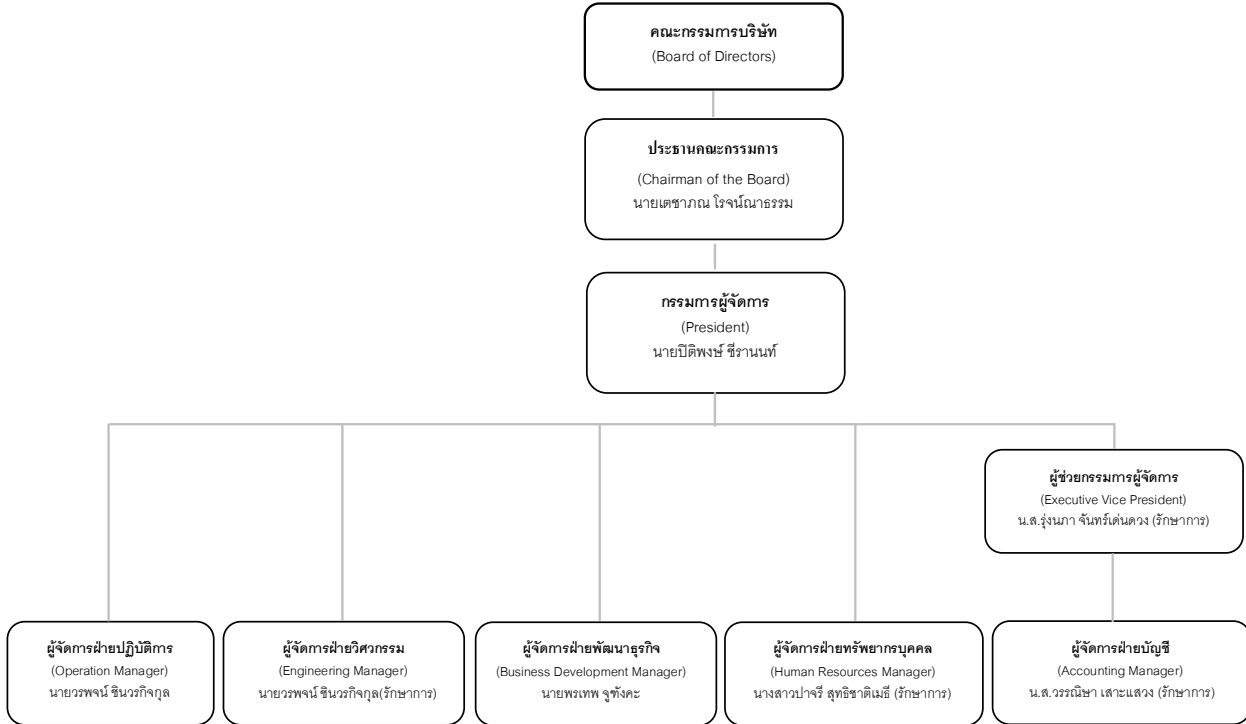 คณะกรรมการบริษัท
(Board of Directors)
ประธานคณะกรรมการ
(Chairman of the Board)
นายเตชาภณ โรจน์ณาธรรม
กรรมการผู้จัดการ
(President)
นายปิติพงษ์ ชีรานนท์
ผู้ช่วยกรรมการผู้จัดการ
(Executive Vice President)
น.ส.รุ่งนภา จันทร์เด่นดวง (รักษาการ)
ผู้จัดการฝ่ายปฏิบัติการ
(Operation Manager)
นายวรพจน์ ชินวรกิจกุล
ผู้จัดการฝ่ายวิศวกรรม
(Engineering Manager)
นายวรพจน์ ชินวรกิจกุล(รักษาการ)
ผู้จัดการฝ่ายพัฒนาธุรกิจ
(Business Development Manager)
นายพรเทพ จูฑังคะ
ผู้จัดการฝ่ายทรัพยากรบุคคล
(Human Resources Manager)
นางสาวปาจรี สุทธิชาติเมธี (รักษาการ)
ผู้จัดการฝ่ายบัญชี
(Accounting Manager)
น.ส.วรรณิษา เสาะแสวง (รักษาการ)